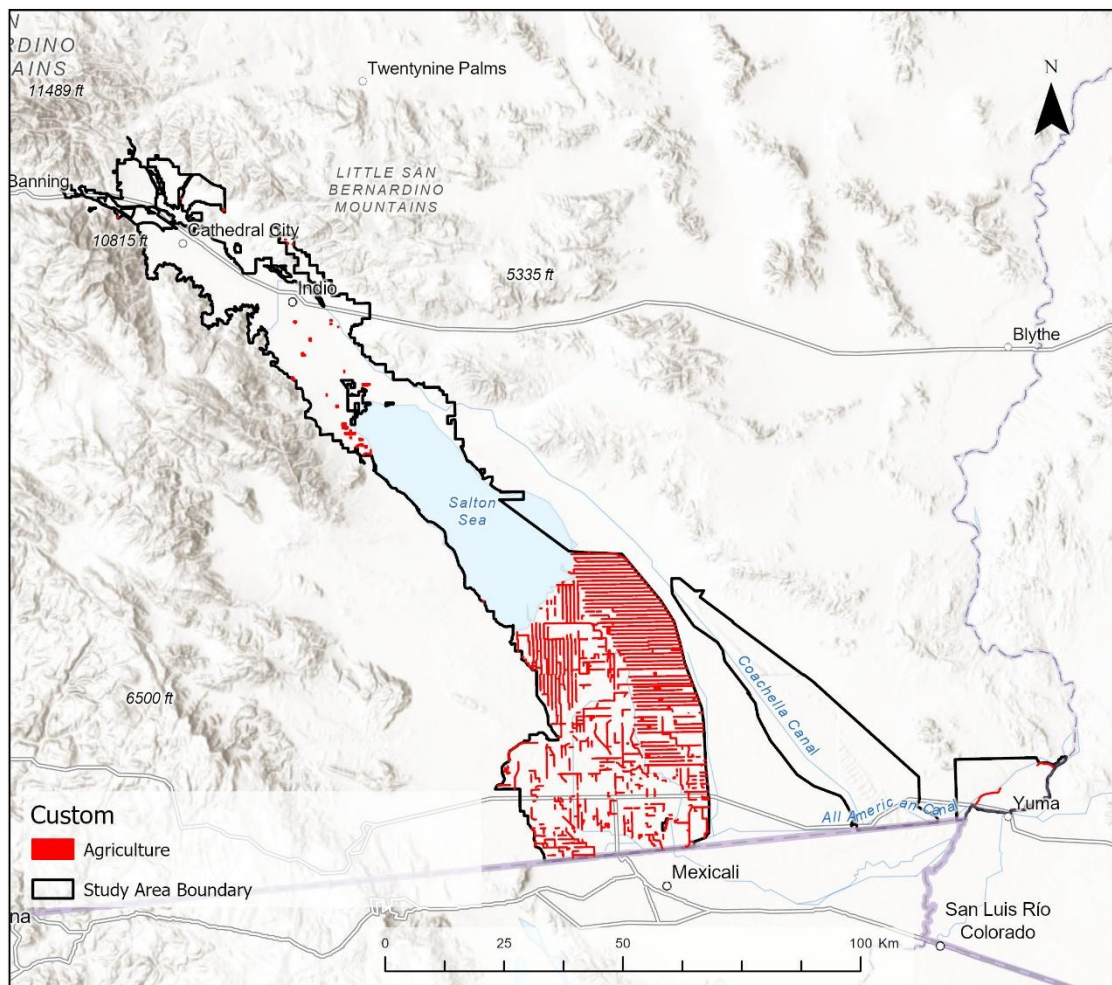 N
RDINO
AINS
11489 ft
Twentynine Palms
N
Banning
LITTLE SAN
BERNARDINO
MOUNTAINS
10815 ft
Cathedral City
5335 ft
Indio
Blythe
Salton
Sea
6500 ft
Coachella Canal
All American Canal
Yuma
Custom
Agriculture
Study Area Boundary
Mexicali
na
San Luis Río
Colorado
0 25 50 100 Km